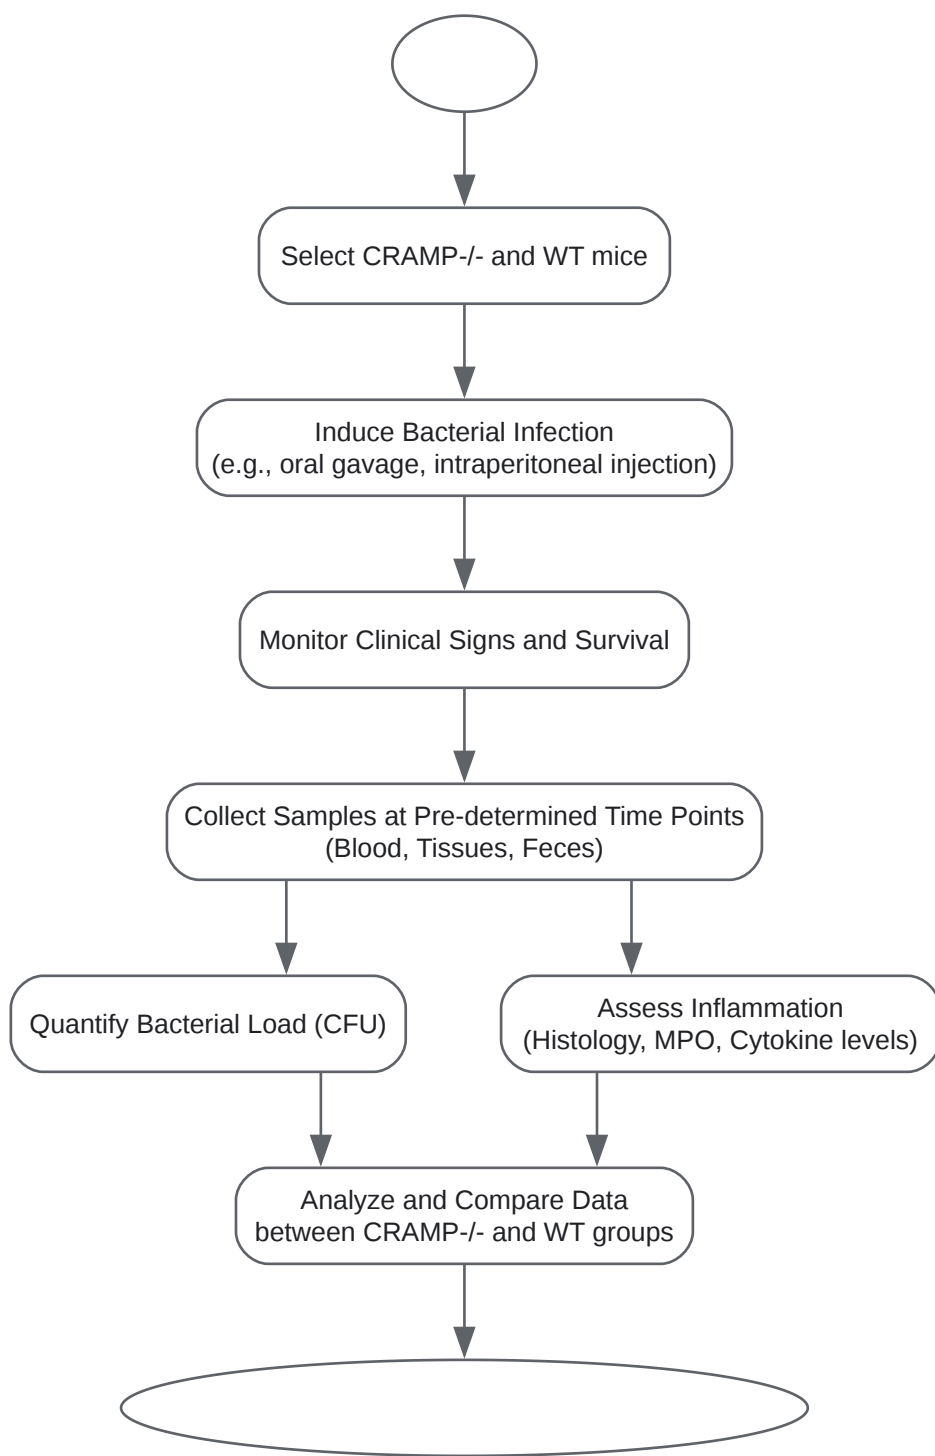 Select CRAMP-/- and WT mice
Induce Bacterial Infection
(e.g., oral gavage, intraperitoneal injection)
Monitor Clinical Signs and Survival
Collect Samples at Pre-determined Time Points
(Blood, Tissues, Feces)
Quantify Bacterial Load (CFU)
Assess Inflammation
(Histology, MPO, Cytokine levels)
Analyze and Compare Data
between CRAMP-/- and WT groups